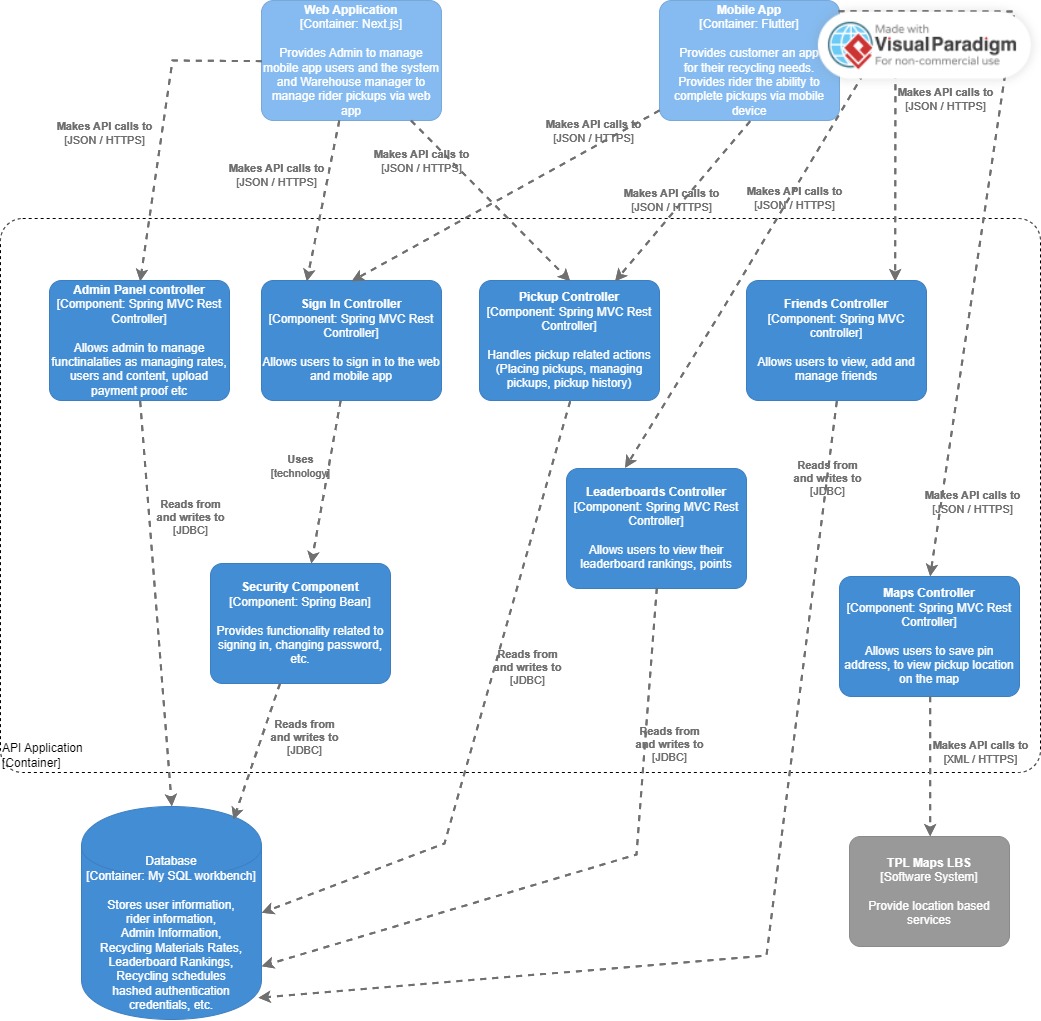 Web Application
[Container: Next.js]
Provides Admin to manage
mobile app users and the system
and Warehouse manager to
manage rider pickups via web
app
Mobile App
[Container: Flutter]
Provides customer an app
for their recycling needs.
Provides rider the ability to
complete pickups via mobile
device
Made with
Visual Paradigm
For non-commercial use
Makes API calls to
[JSON / HTTPS]
Makes API calls to
[JSON / HTTPS]
Makes API calls to
[JSON / HTTPS]
Makes API calls to
[JSON / HTTPS]
Makes API calls to
[JSON / HTTPS]
Makes API calls to
[JSON / HTTPS]
Makes API calls to
[JSON / HTTPS]
Admin Panel controller
[Component: Spring MVC Rest
Controller]
Allows admin to manage
functinalaties as managing rates,
users and content, upload
payment proof etc
Sign In Controller
[Component: Spring MVC Rest
Controller]
Allows users to sign in to the web
and mobile app
Pickup Controller
[Component: Spring MVC Rest
Controller]
Handles pickup related actions
(Placing pickups, managing
pickups, pickup history)
Friends Controller
[Component: Spring MVC
controller]
Allows users to view, add and
manage friends
Uses
[technology]
Reads from
and writes to
[JDBC]
Reads from
and writes to
[JDBC]
Leaderboards Controller
[Component: Spring MVC Rest
Controller]
Allows users to view their
leaderboard rankings, points
Makes API calls to
[JSON / HTTPS]
Security Component
[Component: Spring Bean]
Provides functionality related to
signing in, changing password,
etc.
Maps Controller
[Component: Spring MVC Rest
Controller]
Allows users to save pin
address, to view pickup location
on the map
Reads from
and writes to
[JDBC]
Reads from
and writes to
[JDBC]
Reads from
and writes to
[JDBC]
Makes API calls to
[XML / HTTPS]
API Application
[Container]
Database
[Container: My SQL workbench]
Stores user information,
rider information,
Admin Information,
Recycling Materials Rates,
Leaderboard Rankings,
Recycling schedules
hashed authentication
credentials, etc.
TPL Maps LBS
[Software System]
Provide location based
services